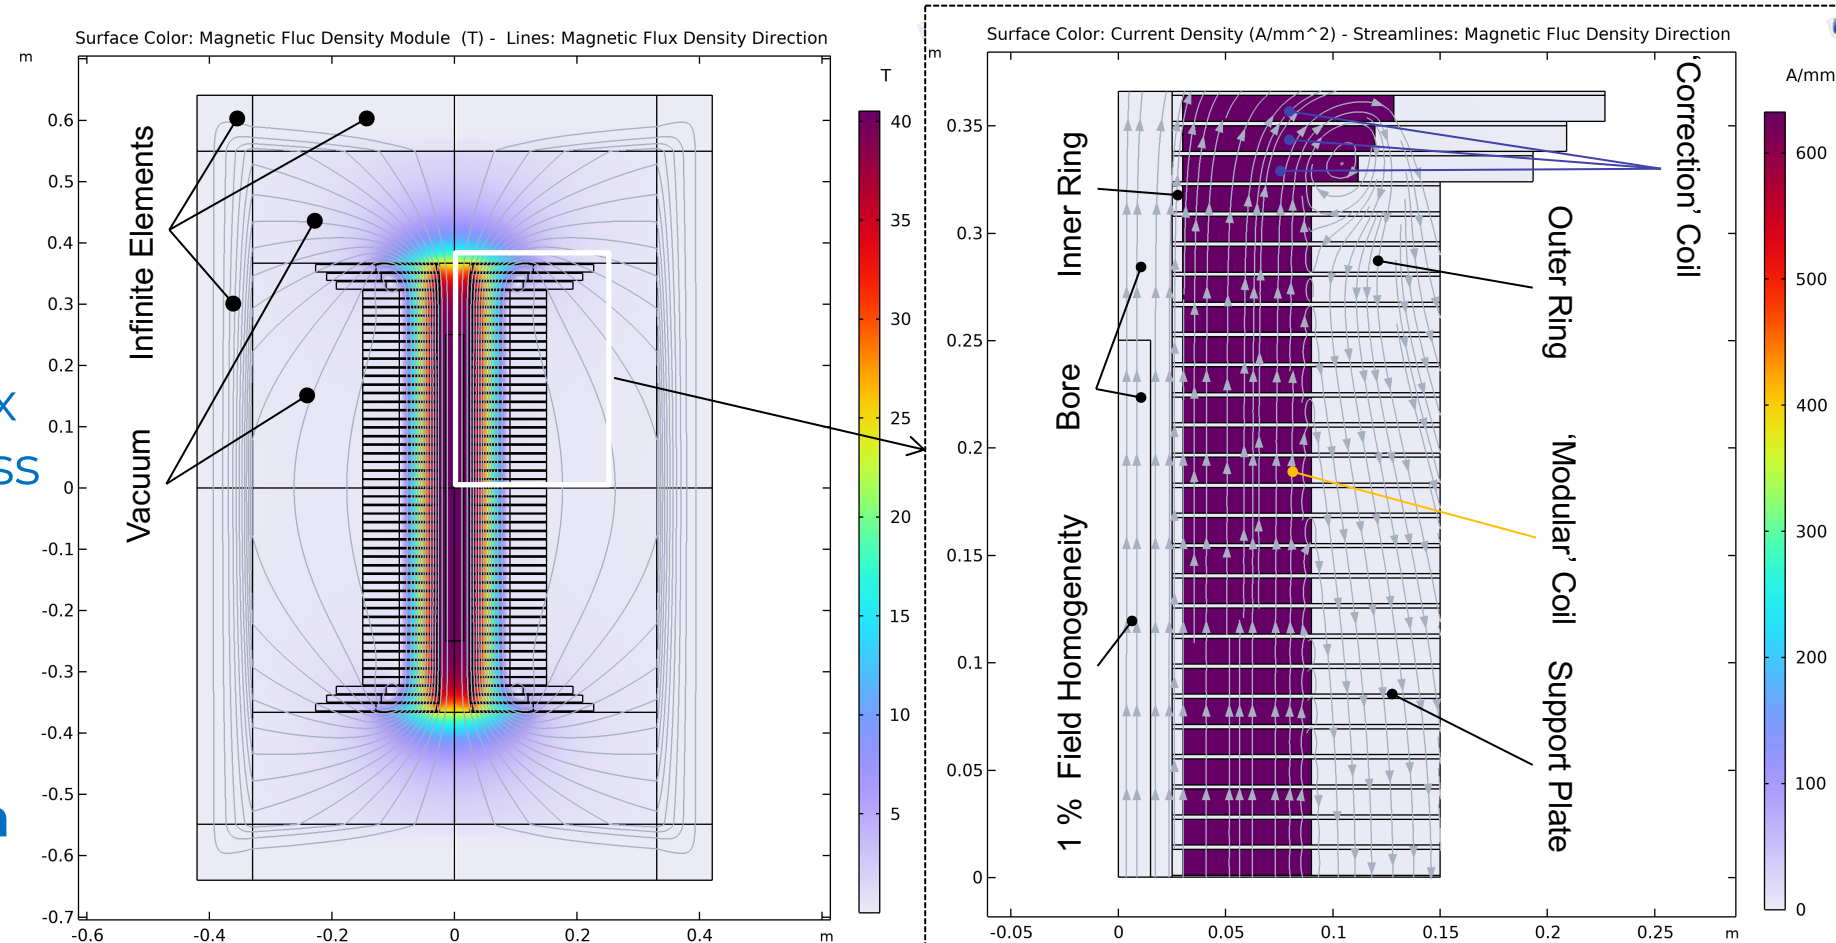 Surface Color: Magnetic Fluc Density Module  (T) -  Lines: Magnetic Flux Density Direction
m
T
0.6
0.5
0.4
0.3
0.2
0.1
0
-0.1
-0.2
-0.3
-0.4
-0.5
-0.6
-0.7
-0.6
-0.4
-0.2
0
0.2
0.4
m
Infinite Elements
Vacuum
40
35
30
25
20
15
10
5
x
ss
Surface Color: Current Density (A/mm^2) - Streamlines: Magnetic Fluc Density Direction
m
A/mm
0.35
0.3
0.25
0.2
0.15
0.1
0.05
0
-0.05
0
0.05
0.1
0.15
0.2
0.25
m
Inner Ring
Bore
1 %  Field Homogeneity
'Correction' Coil
Outer Ring
'Modular' Coil
Support Plate
600
500
400
300
200
100
0